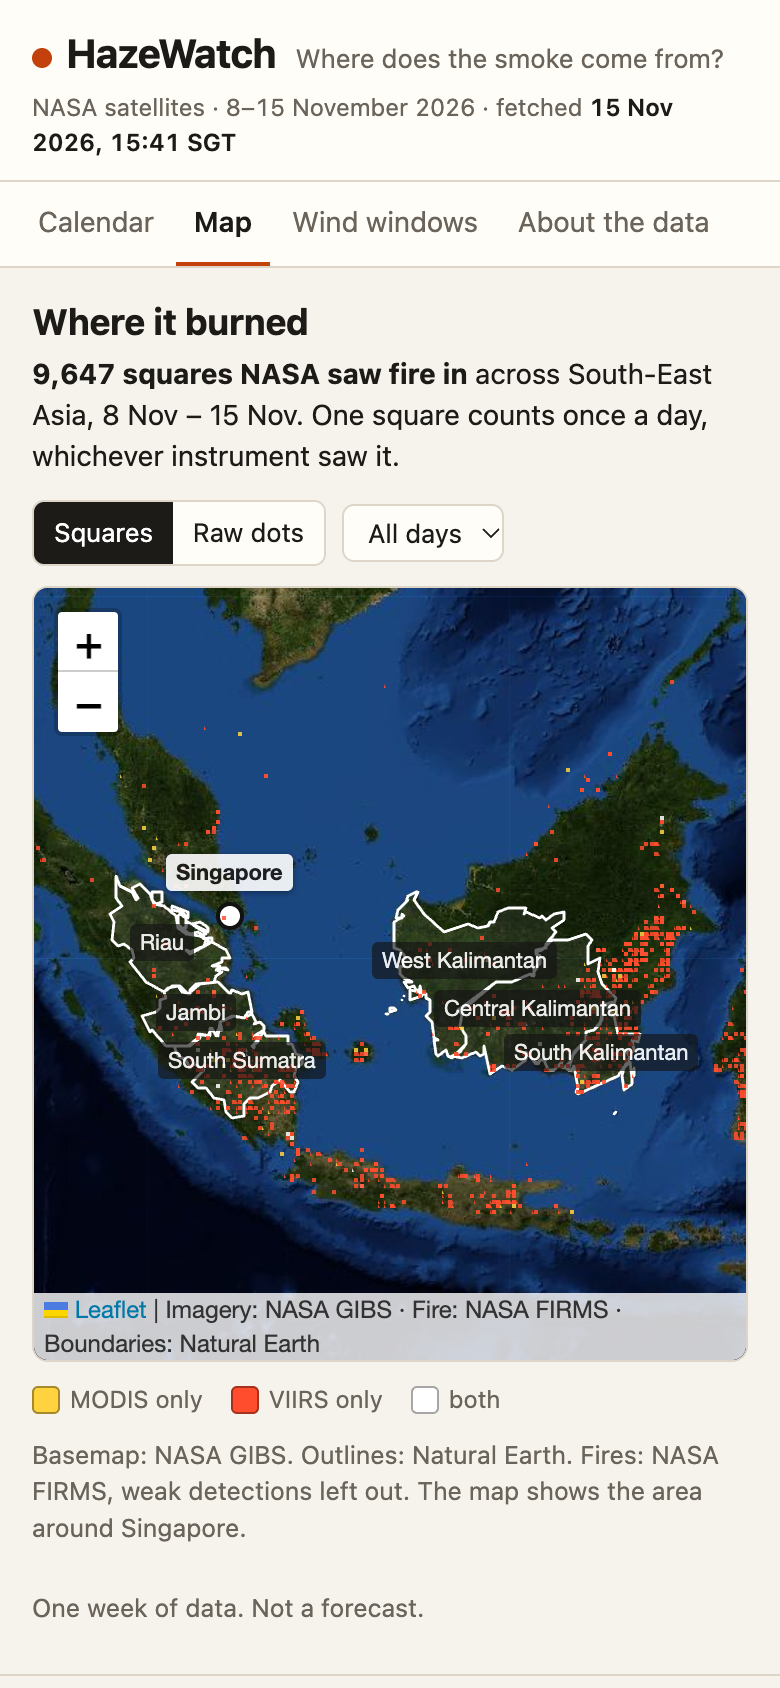 HazeWatch Where does the smoke come from?
NASA satellites · 8–15 November 2026 · fetched 15 Nov
2026, 15:41 SGT
Calendar Map Wind windows About the data
Where it burned
9,647 squares NASA saw fire in across South-East
Asia, 8 Nov – 15 Nov. One square counts once a day,
whichever instrument saw it.
Squares Raw dots All days
+
−
Singapore
Riau
West Kalimantan
Jambi
Central Kalimantan
South Sumatra
South Kalimantan
Leaflet | Imagery: NASA GIBS · Fire: NASA FIRMS ·
Boundaries: Natural Earth
MODIS only VIIRS only both
Basemap: NASA GIBS. Outlines: Natural Earth. Fires: NASA
FIRMS, weak detections left out. The map shows the area
around Singapore.
One week of data. Not a forecast.